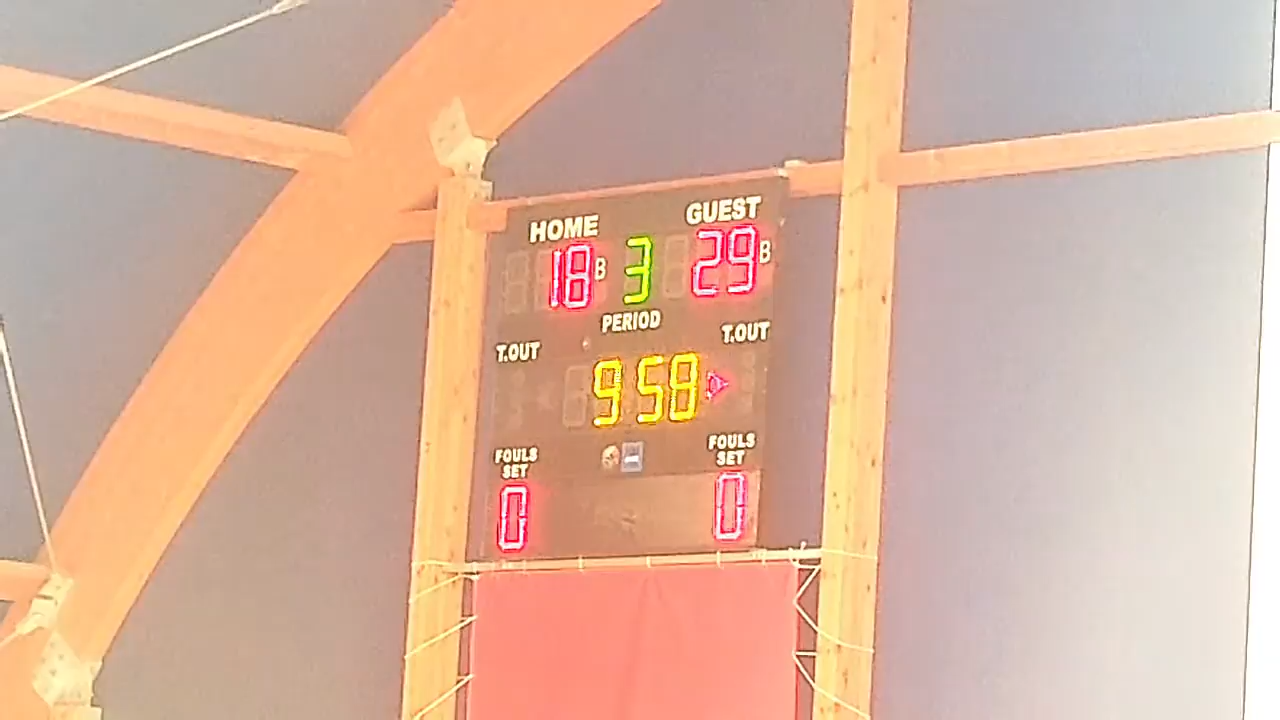 HOME GUEST
18 B 3 29 B
PERIOD
T.OUT T.OUT
9 58
FOULS SET FOULS SET
0 0